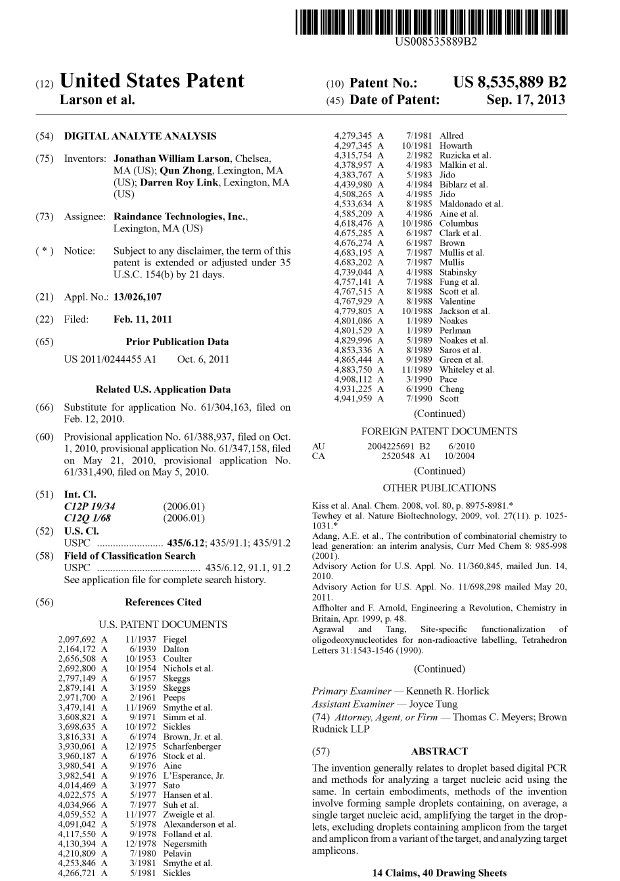 US008535889B2
(12) United States Patent
Larson et al.
(10) Patent No.: US 8,535,889 B2
(45) Date of Patent: Sep. 17, 2013
(54) DIGITAL ANALYTE ANALYSIS
(75) Inventors: Jonathan William Larson, Chelsea,
MA (US); Qun Zhong, Lexington, MA
(US); Darren Roy Link, Lexington, MA
(US)
(73) Assignee: Raindance Technologies, Inc.,
Lexington, MA (US)
( * ) Notice: Subject to any disclaimer, the term of this
patent is extended or adjusted under 35
U.S.C. 154(b) by 21 days.
(21) Appl. No.: 13/026,107
(22) Filed: Feb. 11, 2011
(65) Prior Publication Data
US 2011/0244455 A1 Oct. 6, 2011
Related U.S. Application Data
(66) Substitute for application No. 61/304,163, filed on
Feb. 12, 2010.
(60) Provisional application No. 61/388,937, filed on Oct.
1, 2010, provisional application No. 61/347,158, filed
on May 21, 2010, provisional application No.
61/331,490, filed on May 5, 2010.
(51) Int. Cl.
C12P 19/34 (2006.01)
C12Q 1/68 (2006.01)
(52) U.S. Cl.
USPC ........................ 435/6.12; 435/91.1; 435/91.2
(58) Field of Classification Search
USPC ..................................... 435/6.12, 91.1, 91.2
See application file for complete search history.
(56) References Cited
U.S. PATENT DOCUMENTS
2,097,692 A 11/1937 Fiegel
2,164,172 A 6/1939 Dalton
2,656,508 A 10/1953 Coulter
2,692,800 A 10/1954 Nichols et al.
2,797,149 A 6/1957 Skeggs
2,879,141 A 3/1959 Skeggs
2,971,700 A 2/1961 Peeps
3,479,141 A 11/1969 Smythe et al.
3,608,821 A 9/1971 Simm et al.
3,698,635 A 10/1972 Sickles
3,816,331 A 6/1974 Brown, Jr. et al.
3,930,061 A 12/1975 Scharfenberger
3,960,187 A 6/1976 Stock et al.
3,980,541 A 9/1976 Aine
3,982,541 A 9/1976 L'Esperance, Jr.
4,014,469 A 3/1977 Sato
4,022,575 A 5/1977 Hansen et al.
4,034,966 A 7/1977 Suh et al.
4,059,552 A 11/1977 Zweigle et al.
4,091,042 A 5/1978 Alexanderson et al.
4,117,550 A 9/1978 Folland et al.
4,130,394 A 12/1978 Negersmith
4,210,809 A 7/1980 Pelavin
4,253,846 A 3/1981 Smythe et al.
4,266,721 A 5/1981 Sickles
4,279,345 A 7/1981 Allred
4,297,345 A 10/1981 Howarth
4,315,754 A 2/1982 Ruzicka et al.
4,378,957 A 4/1983 Malkin et al.
4,383,767 A 5/1983 Jido
4,439,980 A 4/1984 Biblarz et al.
4,508,265 A 4/1985 Jido
4,533,634 A 8/1985 Maldonado et al.
4,585,209 A 4/1986 Aine et al.
4,618,476 A 10/1986 Columbus
4,675,285 A 6/1987 Clark et al.
4,676,274 A 6/1987 Brown
4,683,195 A 7/1987 Mullis et al.
4,683,202 A 7/1987 Mullis
4,739,044 A 4/1988 Stabinsky
4,757,141 A 7/1988 Fung et al.
4,767,515 A 8/1988 Scott et al.
4,767,929 A 8/1988 Valentine
4,779,805 A 10/1988 Jackson et al.
4,801,086 A 1/1989 Noakes
4,801,529 A 1/1989 Perlman
4,829,996 A 5/1989 Noakes et al.
4,853,336 A 8/1989 Saros et al.
4,865,444 A 9/1989 Green et al.
4,883,750 A 11/1989 Whiteley et al.
4,908,112 A 3/1990 Pace
4,931,225 A 6/1990 Cheng
4,941,959 A 7/1990 Scott
(Continued)
FOREIGN PATENT DOCUMENTS
AU 2004225691 B2 6/2010
CA 2520548 A1 10/2004
(Continued)
OTHER PUBLICATIONS
Kiss et al. Anal. Chem. 2008, vol. 80, p. 8975-8981.*
Tewhey et al. Nature Bioltechnology, 2009, vol. 27(11). p. 1025-
1031.*
Adang, A.E. et al., The contribution of combinatorial chemistry to
lead generation: an interim analysis, Curr Med Chem 8: 985-998
(2001).
Advisory Action for U.S. Appl. No. 11/360,845, mailed Jun. 14,
2010.
Advisory Action for U.S. Appl. No. 11/698,298 mailed May 20,
2011.
Affholter and F. Arnold, Engineering a Revolution, Chemistry in
Britain, Apr. 1999, p. 48.
Agrawal and Tang, Site-specific functionalization of
oligodeoxynucleotides for non-radioactive labelling, Tetrahedron
Letters 31:1543-1546 (1990).
(Continued)
Primary Examiner — Kenneth R. Horlick
Assistant Examiner — Joyce Tung
(74) Attorney, Agent, or Firm — Thomas C. Meyers; Brown
Rudnick LLP
(57) ABSTRACT
The invention generally relates to droplet based digital PCR
and methods for analyzing a target nucleic acid using the
same. In certain embodiments, methods of the invention
involve forming sample droplets containing, on average, a
single target nucleic acid, amplifying the target in the drop-
lets, excluding droplets containing amplicon from the target
and amplicon from a variant of the target, and analyzing target
amplicons.
14 Claims, 40 Drawing Sheets